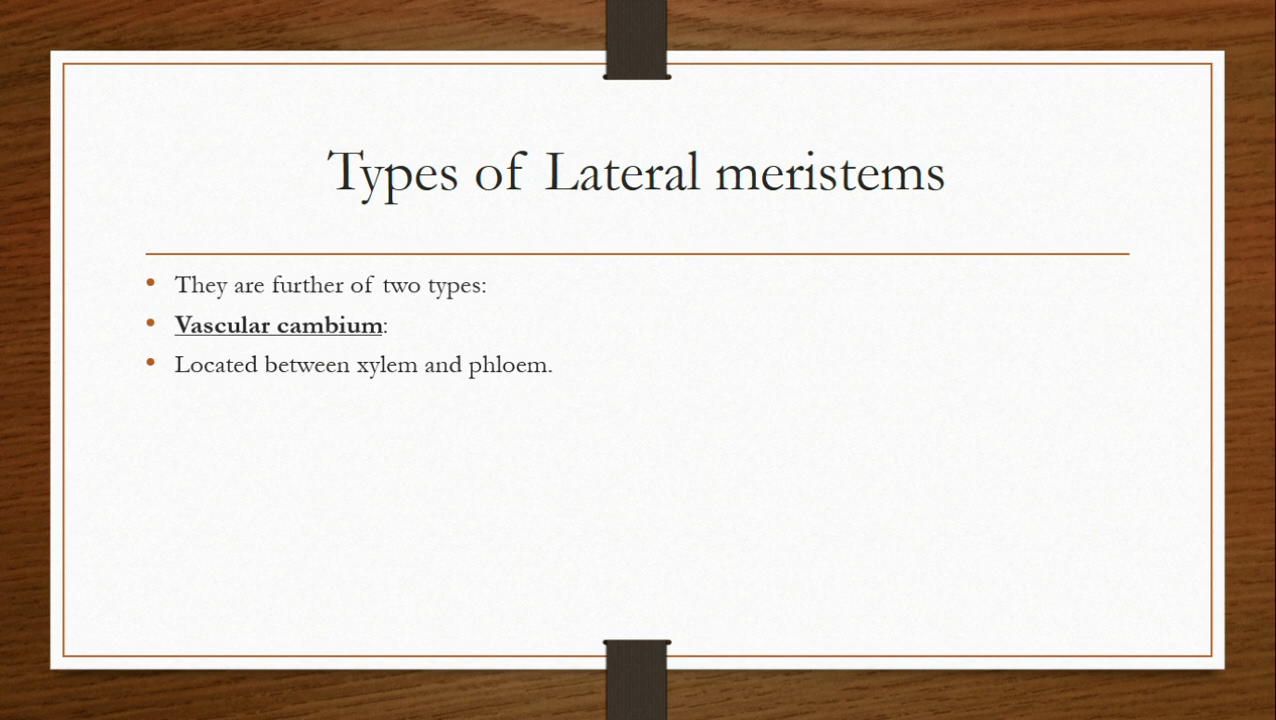 Types of Lateral meristems
• They are further of two types:
• Vascular cambium:
• Located between xylem and phloem.